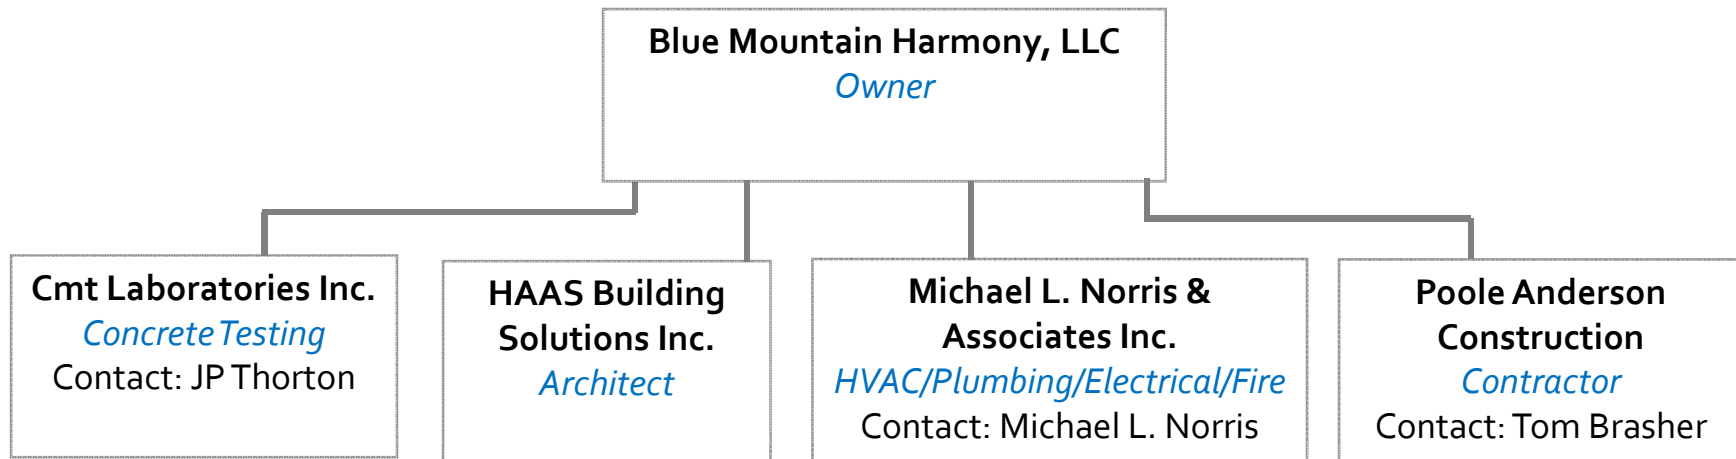 Blue Mountain Harmony, LLC
Owner
Cmt Laboratories Inc.
Concrete Testing
Contact: JP Thorton
HAAS Building
Solutions Inc.
Architect
Michael L. Norris &
Associates Inc.
HVAC/Plumbing/Electrical/Fire
Contact: Michael L. Norris
Poole Anderson
Construction
Contractor
Contact: Tom Brasher